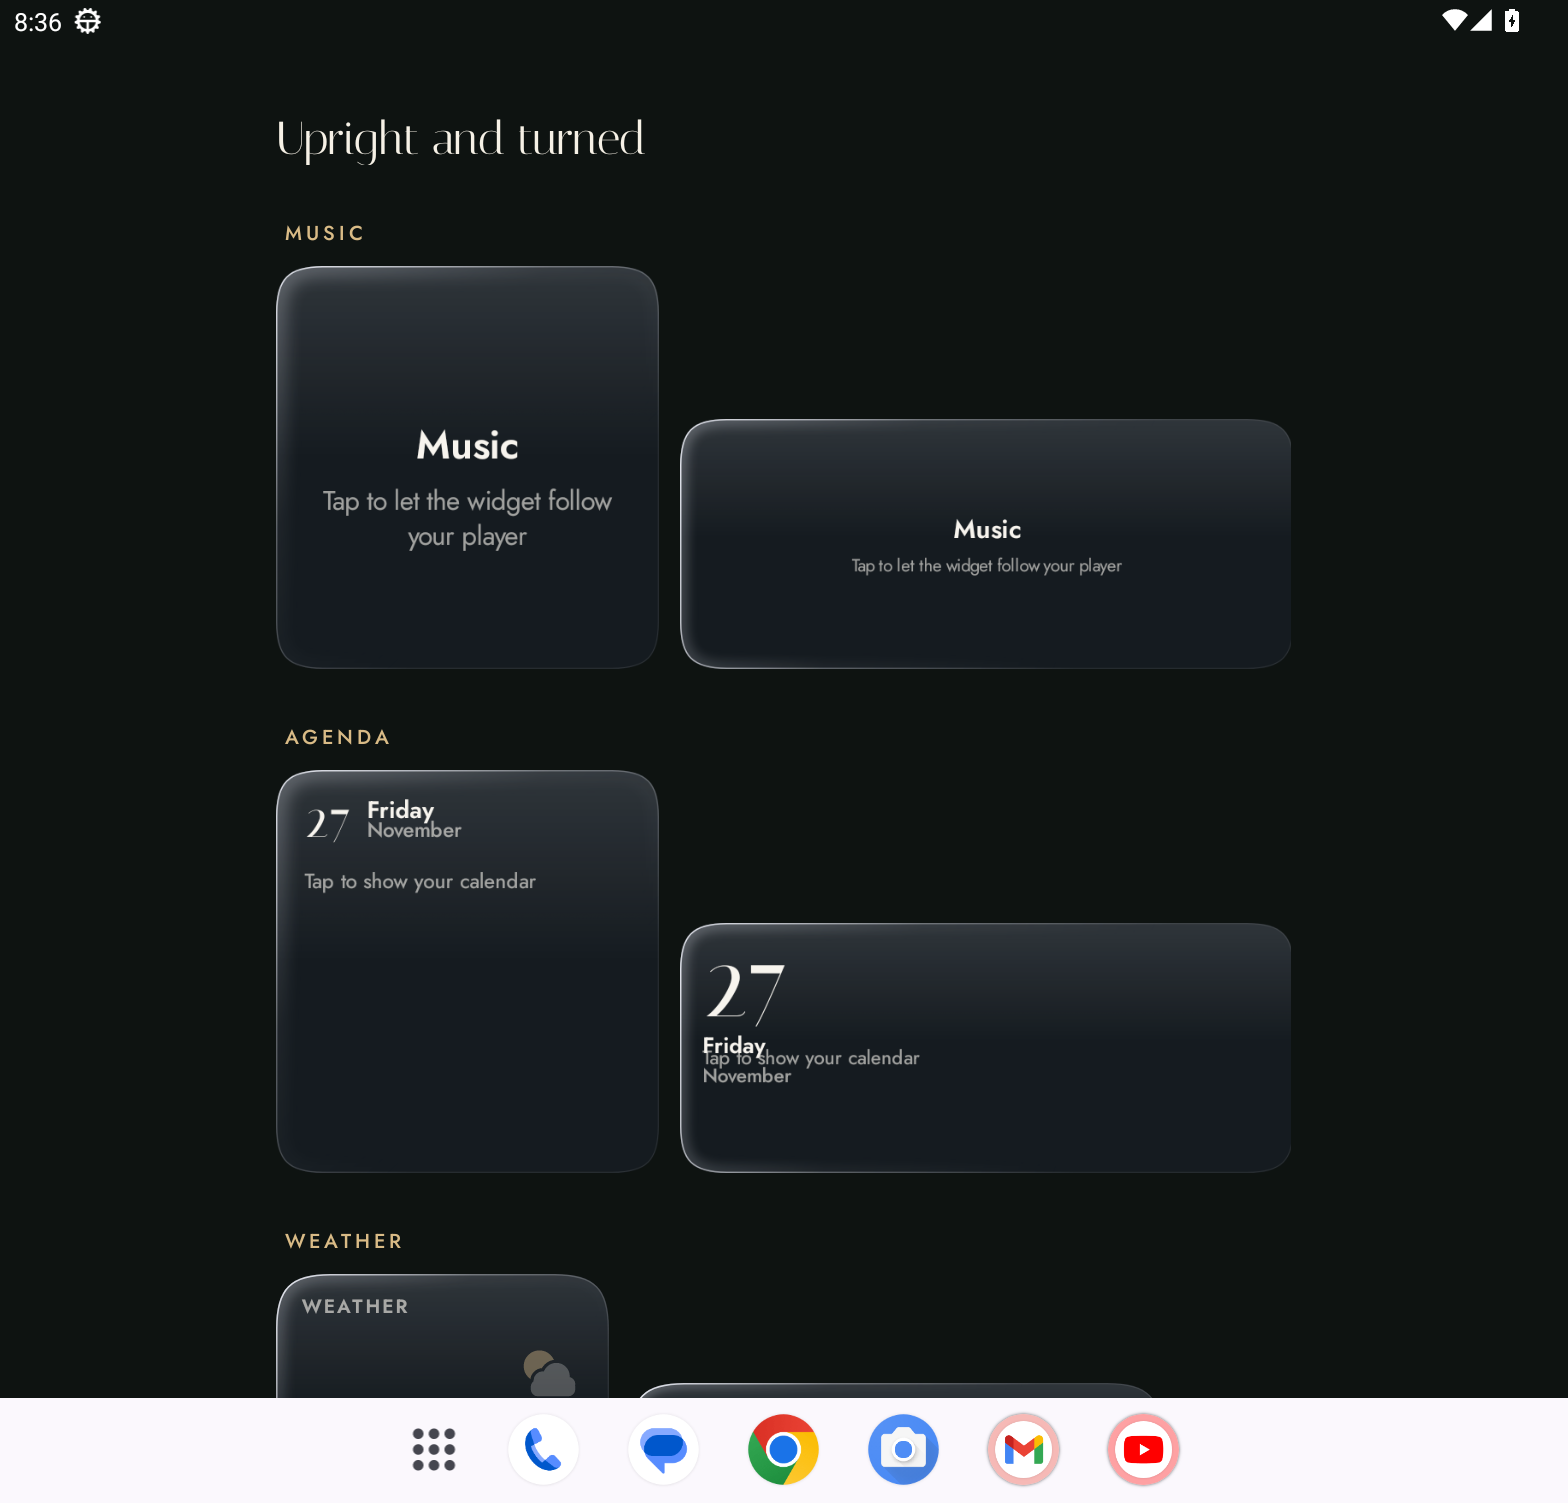 8:36
Upright and turned
MUSIC
Music
Tap to let the widget follow
your player
Music
Tap to let the widget follow your player
AGENDA
27
Friday
November
Tap to show your calendar
27
Friday
Tap to show your calendar
November
WEATHER
WEATHER